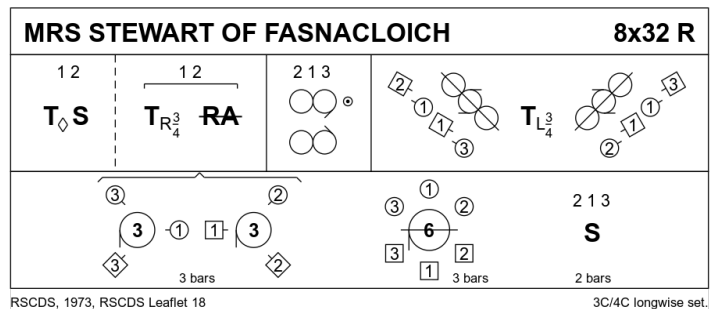 MRS STEWART OF FASNACLOICH 8x32 R
1 2 1 2 2 1 3
T◊ S T R 3/4 RA
2 1 1 3 T L 3/4 3 1 1 2
3 3 1 1 3 2
3 2
3 bars
1
3 2
6
3 2
1
3 bars
2 1 3
S
2 bars
RSCDS, 1973, RSCDS Leaflet 18 3C/4C longwise set.